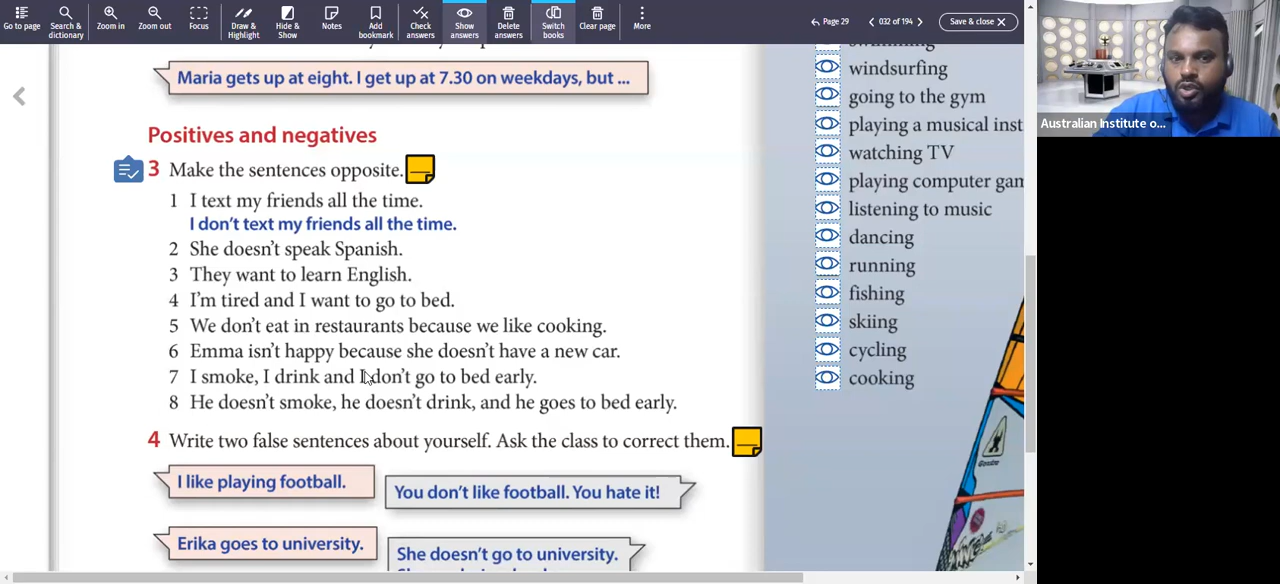 Go to page
Search & dictionary
Zoom in
Zoom out
Focus
Draw & Highlight
Hide & Show
Notes
Add bookmark
Check answers
Show answers
Delete answers
Switch books
Clear page
More
Page 29
032 of 194
Save & close
Maria gets up at eight. I get up at 7.30 on weekdays, but ...
Positives and negatives
3 Make the sentences opposite.
1 I text my friends all the time.
I don't text my friends all the time.
2 She doesn't speak Spanish.
3 They want to learn English.
4 I'm tired and I want to go to bed.
5 We don't eat in restaurants because we like cooking.
6 Emma isn't happy because she doesn't have a new car.
7 I smoke, I drink and I don't go to bed early.
8 He doesn't smoke, he doesn't drink, and he goes to bed early.
4 Write two false sentences about yourself. Ask the class to correct them.
I like playing football.
You don't like football. You hate it!
Erika goes to university.
She doesn't go to university.
swimming
windsurfing
going to the gym
playing a musical inst
watching TV
playing computer gam
listening to music
dancing
running
fishing
skiing
cycling
cooking
Australian Institute o...